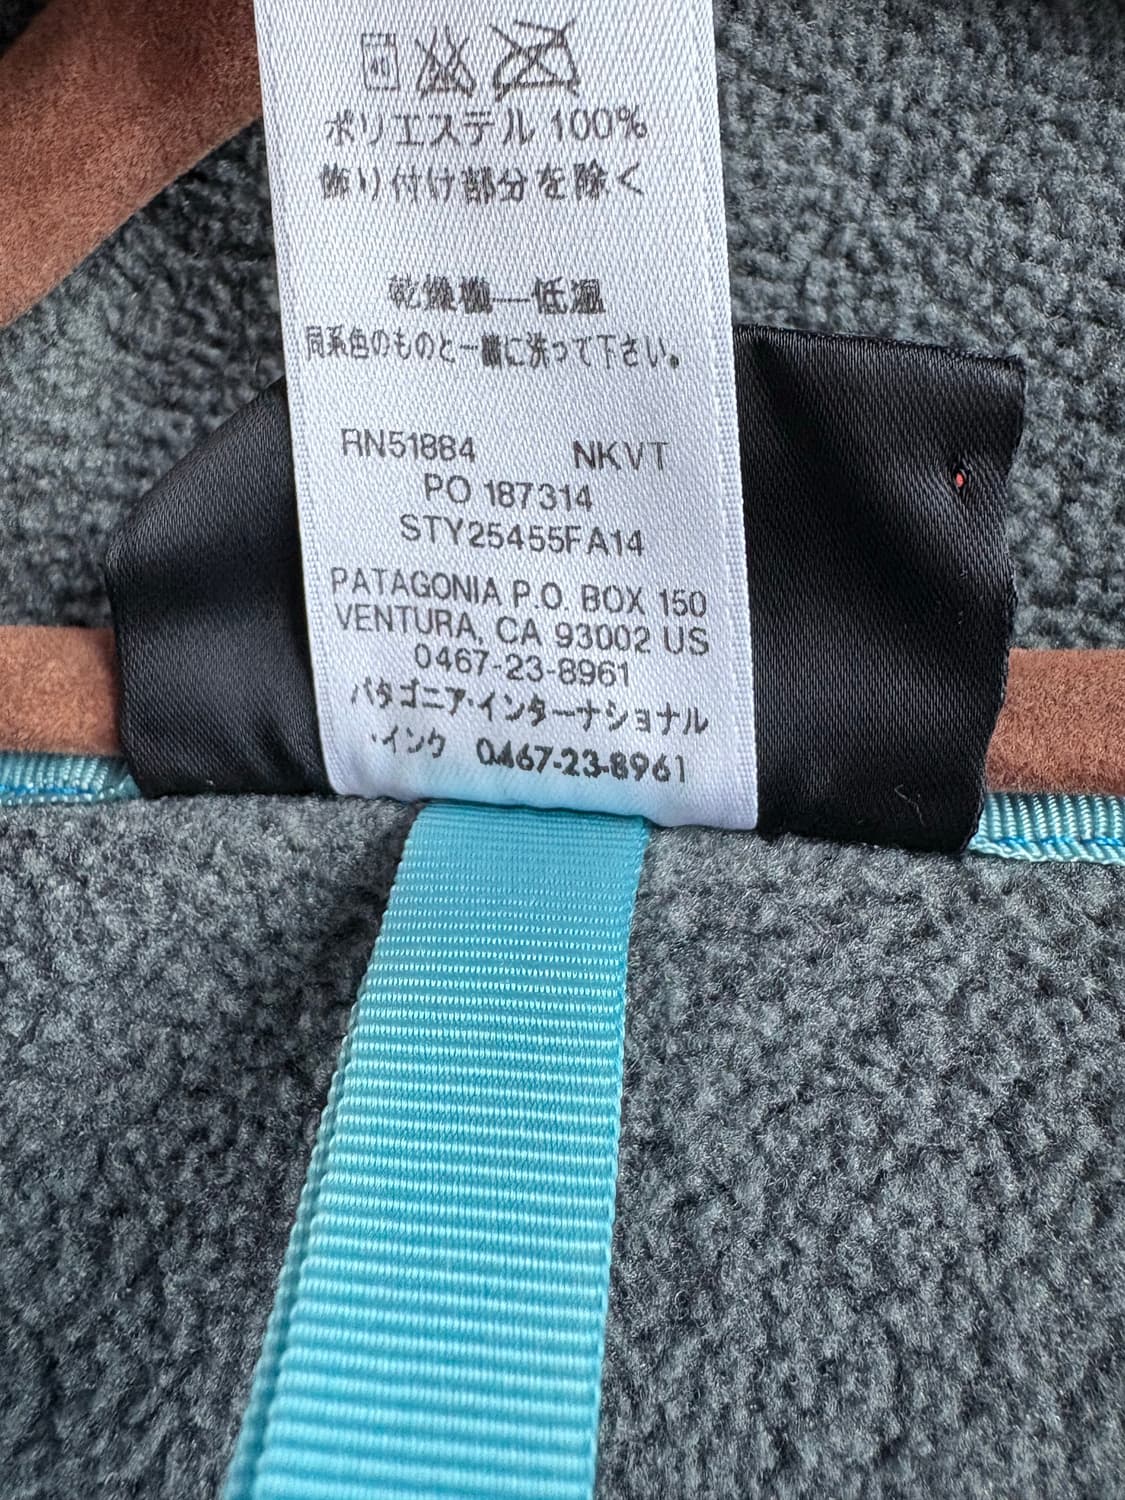 ポリエステル 100%
飾り付け部分を除く
乾燥機—低温
同系色のものと一緒に洗って下さい。
RN51884 NKVT
PO 187314
STY25455FA14
PATAGONIA P.O. BOX 150
VENTURA, CA 93002 US
0467-23-8961
パタゴニア・インターナショナル
・インク 0467-23-8961